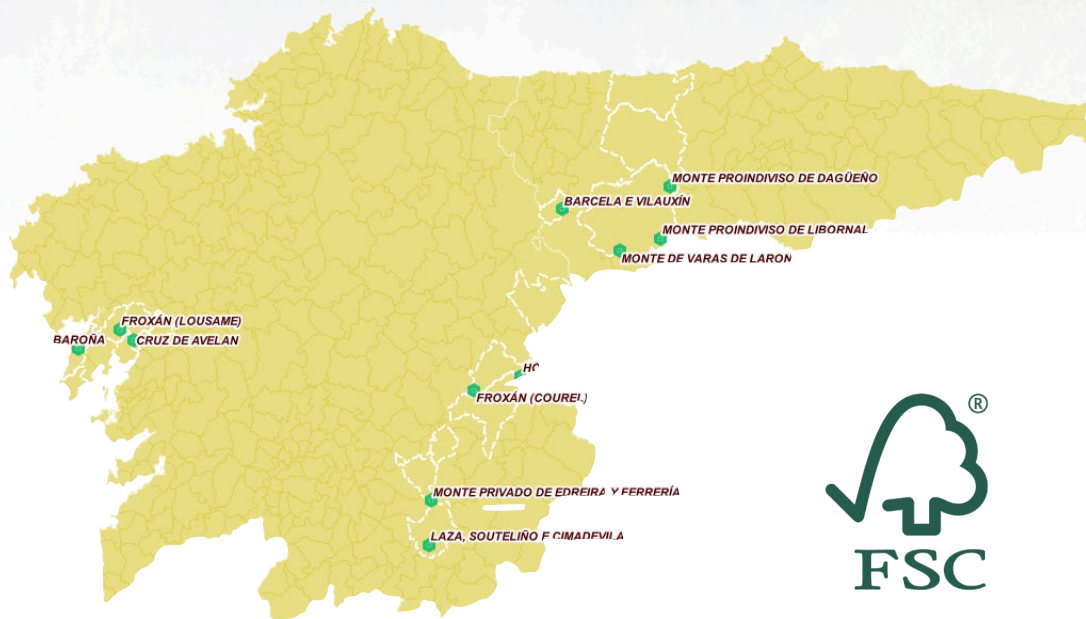 MONTE PROINDIVISO DE DAGÜEÑO
BARCELA E VILAUXÍN
MONTE PROINDIVISO DE LIBORNAL
MONTE DE VARAS DE LARON
FROXÁN (LOUSAME)
BAROÑA
CRUZ DE AVELAN
FROXÁN (COUREL)
MONTE PRIVADO DE EDREIRA Y FERRERÍA
LAZA, SOUTELIÑO E CIMADEVILA
®
FSC